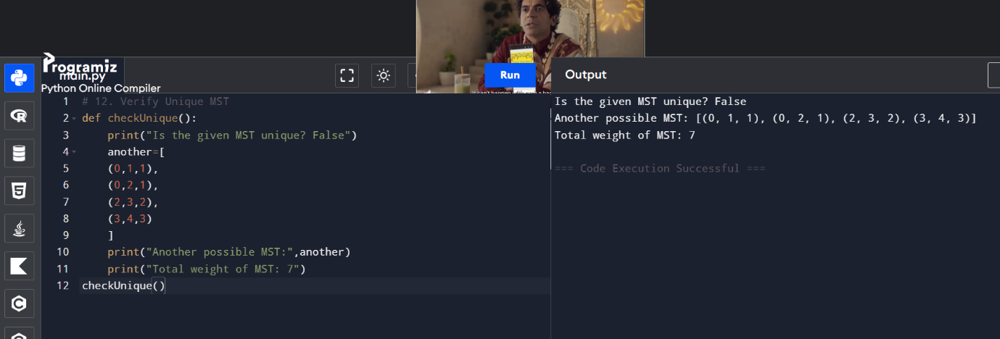 Programiz
main.py
Python Online Compiler
Run
Output
1 # 12. Verify Unique MST
2 def checkUnique():
3 print("Is the given MST unique? False")
4 another=[
5 (0,1,1),
6 (0,2,1),
7 (2,3,2),
8 (3,4,3)
9 ]
10 print("Another possible MST:",another)
11 print("Total weight of MST: 7")
12 checkUnique()
Is the given MST unique? False
Another possible MST: [(0, 1, 1), (0, 2, 1), (2, 3, 2), (3, 4, 3)]
Total weight of MST: 7
=== Code Execution Successful ===